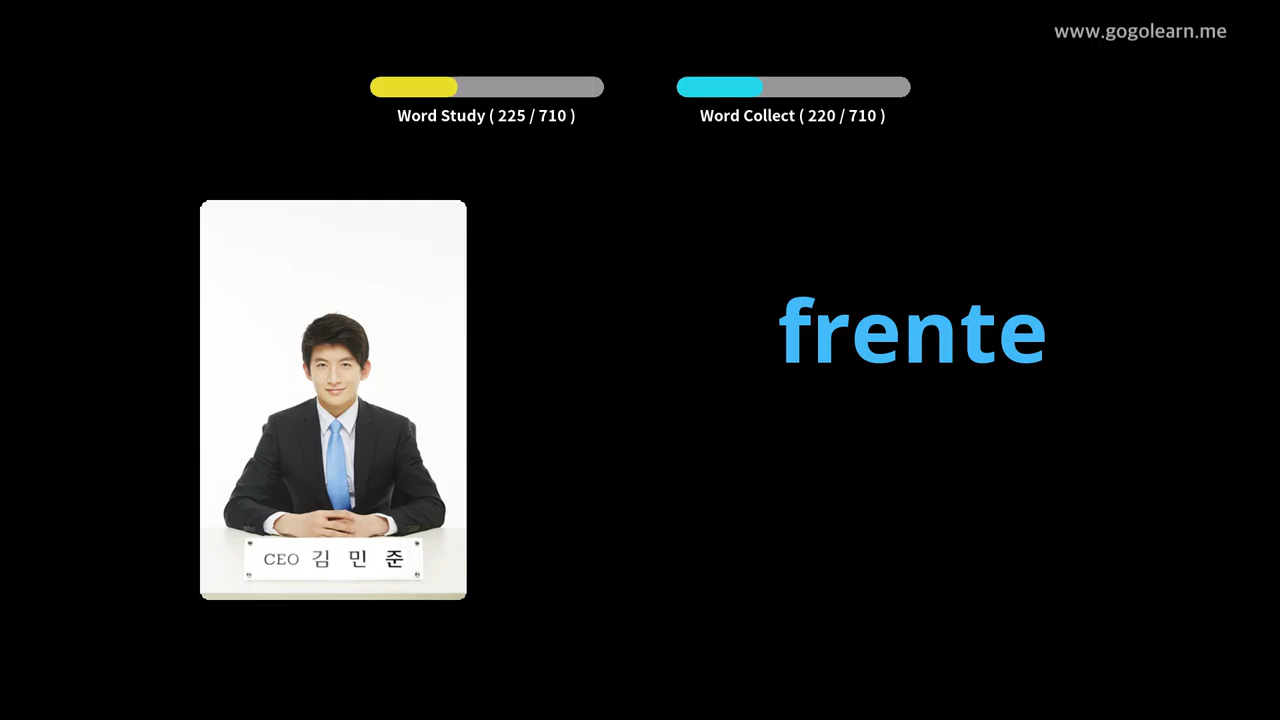 www.gogolearn.me
Word Study ( 225 / 710 )
Word Collect ( 220 / 710 )
frente
CEO 김 민 준